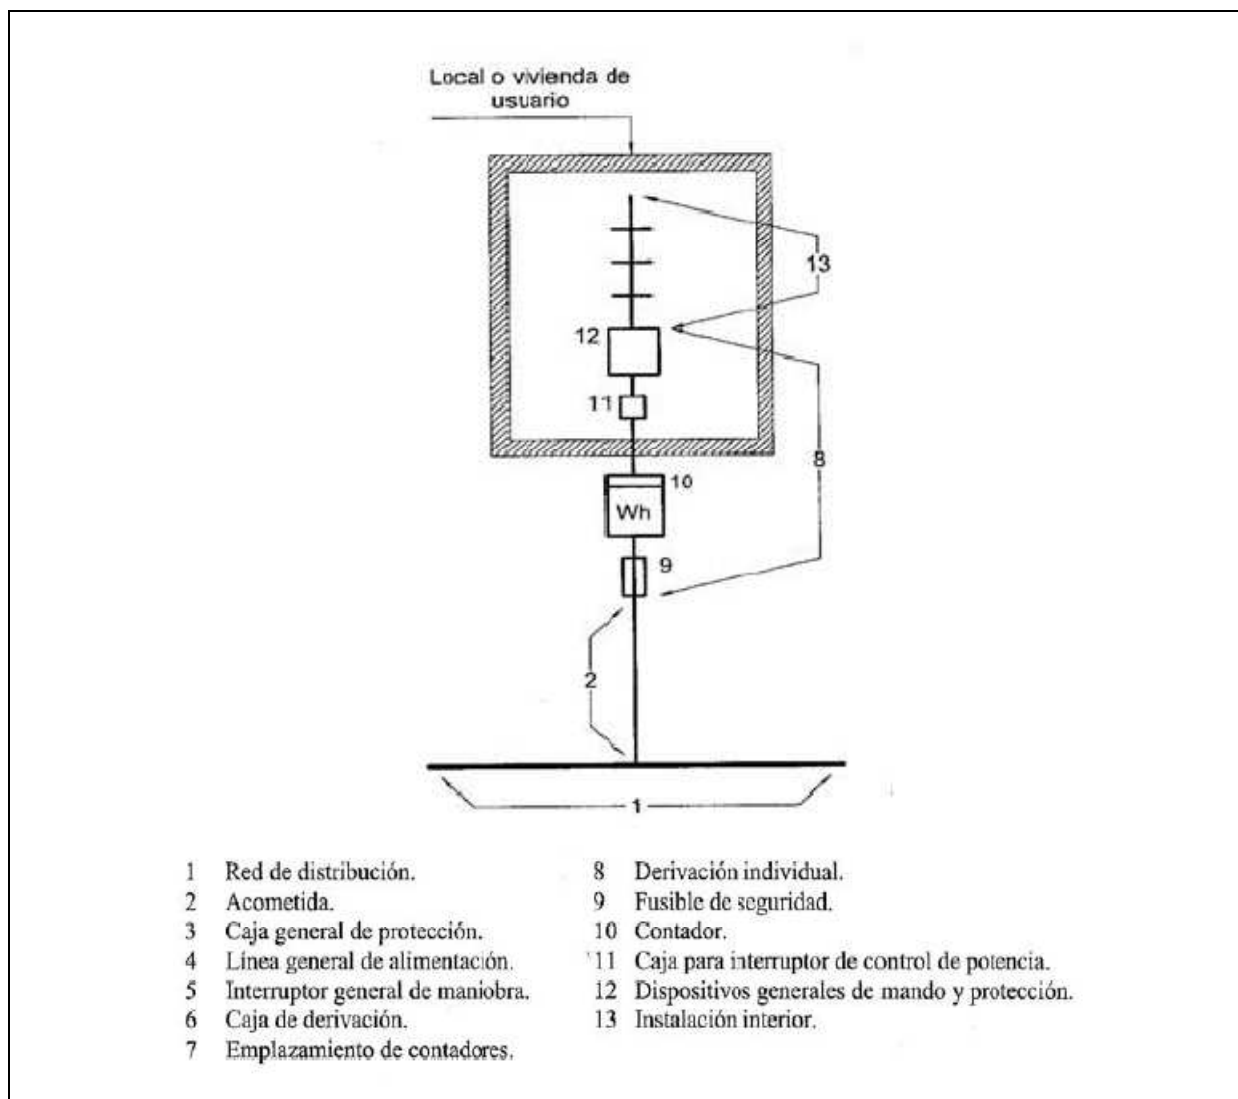 Local o vivienda de
usuario
13
12
11
8
10
Wh
9
2
1
1 Red de distribución.
2 Acometida.
3 Caja general de protección.
4 Línea general de alimentación.
5 Interruptor general de maniobra.
6 Caja de derivación.
7 Emplazamiento de contadores.
8 Derivación individual.
9 Fusible de seguridad.
10 Contador.
11 Caja para interruptor de control de potencia.
12 Dispositivos generales de mando y protección.
13 Instalación interior.